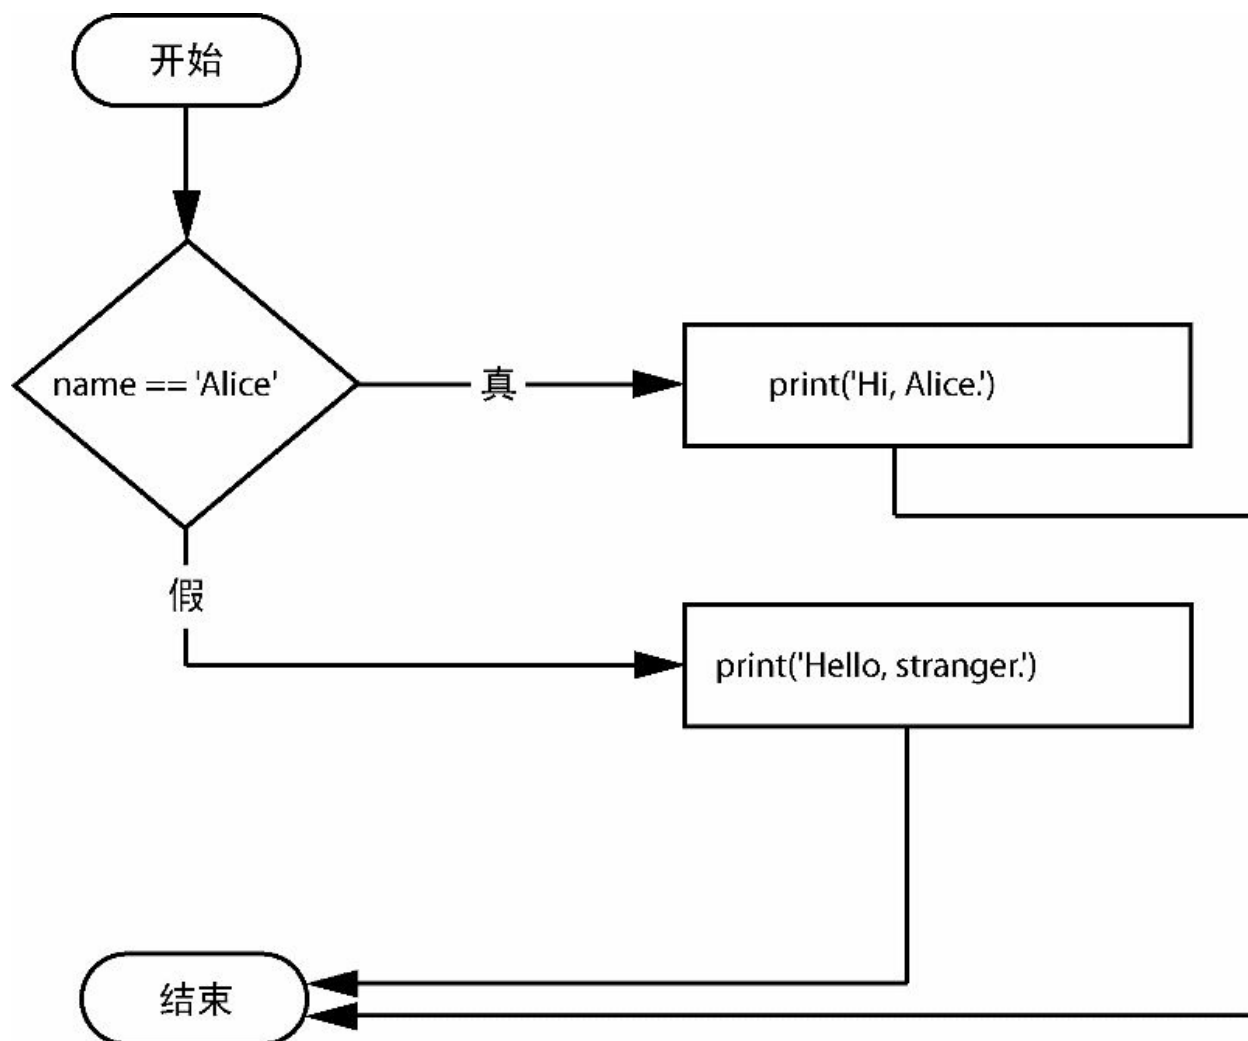 开始
name == 'Alice'
真
print('Hi, Alice.')
假
print('Hello, stranger.')
结束